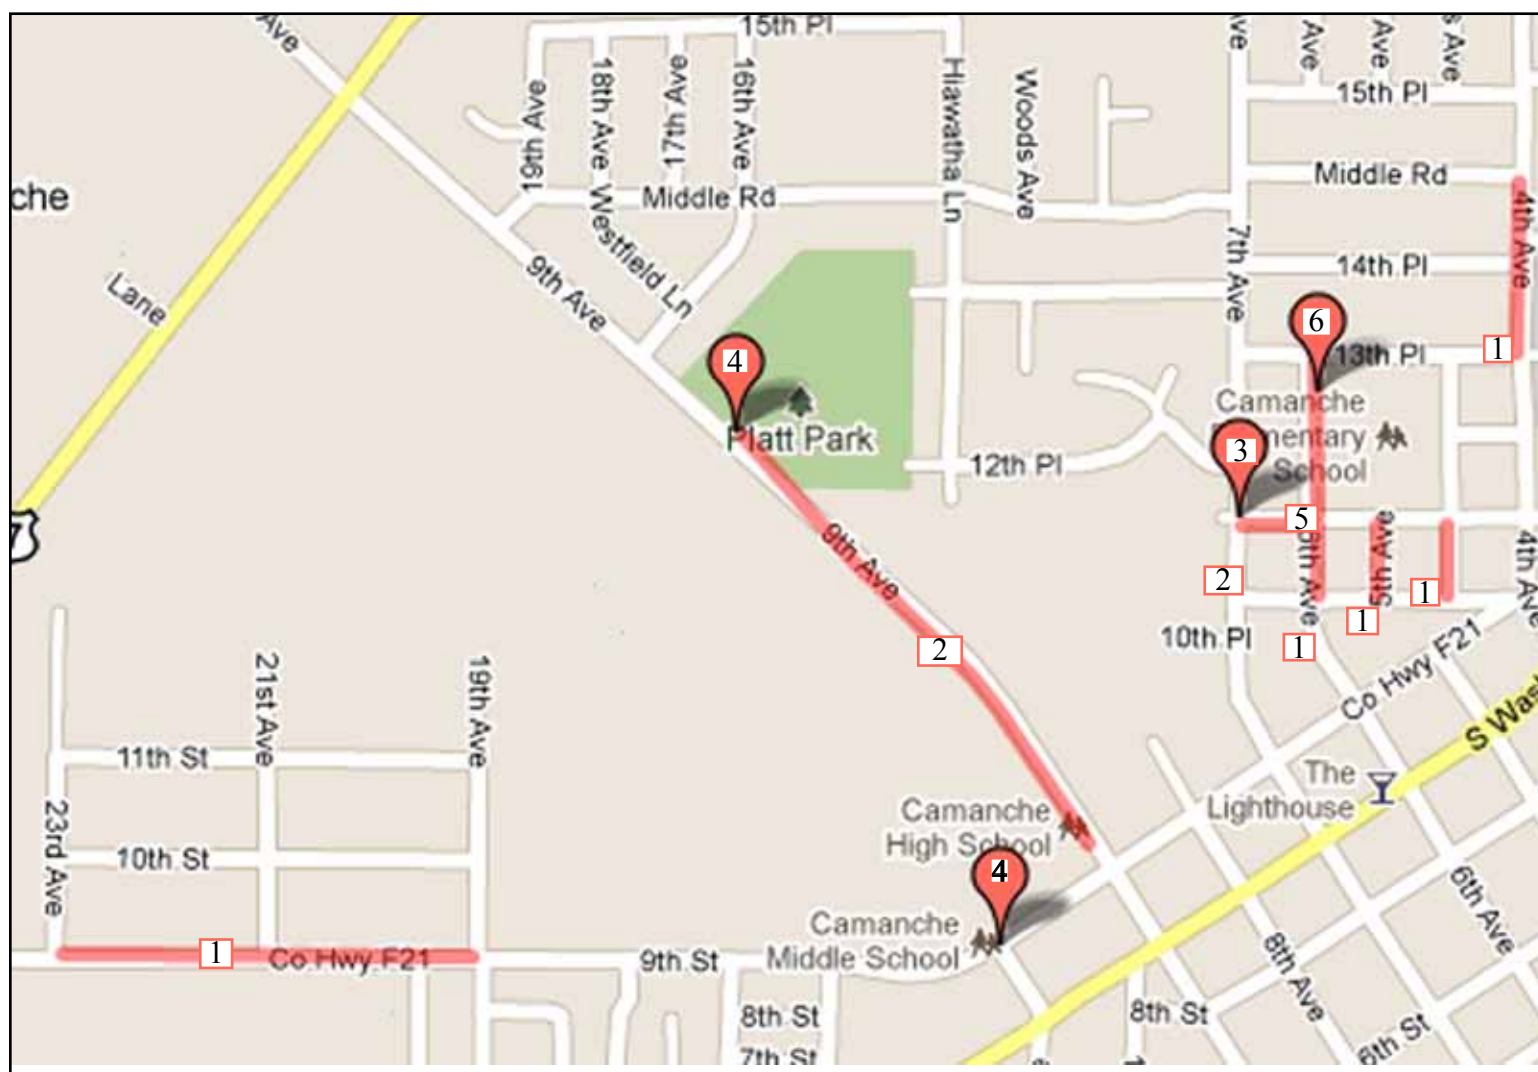 Ave
15th Pl
Ave
Ave
Ave
s Ave
18th Ave
17th Ave
16th Ave
Hiawatha Ln
Woods Ave
15th Pl
19th Ave
Middle Rd
Middle Rd
che
4th Ave
Westfield Ln
9th Ave
7th Ave
14th Pl
Lane
6
4
1
13th Pl
Camanche
mentary
School
3
Platt Park
12th Pl
5
7
9th Ave
5th Ave
4th Ave
2
1
1
1
10th Pl
2
Co Hwy F21
21st Ave
19th Ave
S Wash
11th St
The
Lighthouse
23rd Ave
Camanche
High School
10th St
4
6th Ave
Camanche
Middle School
1
Co Hwy F21
9th St
8th Ave
8th St
8th St
6th St
7th St